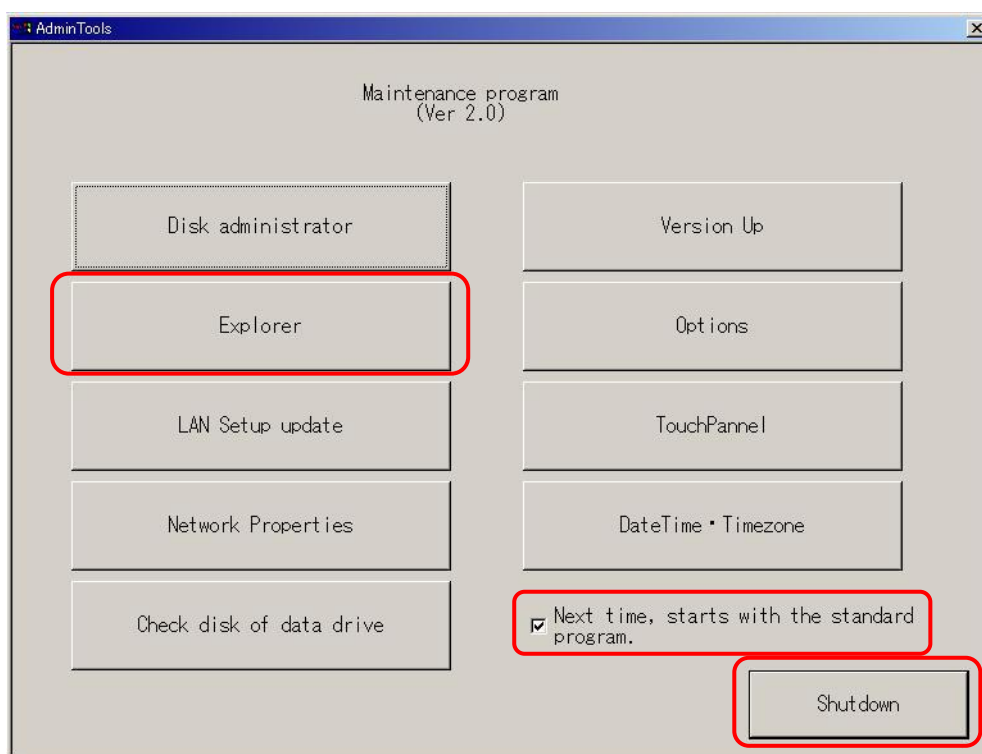 AdminTools
Maintenance program
(Ver 2.0)
Disk administrator
Version Up
Explorer
Options
LAN Setup update
TouchPannel
Network Properties
DateTime・Timezone
Check disk of data drive
Next time, starts with the standard
program.
Shutdown